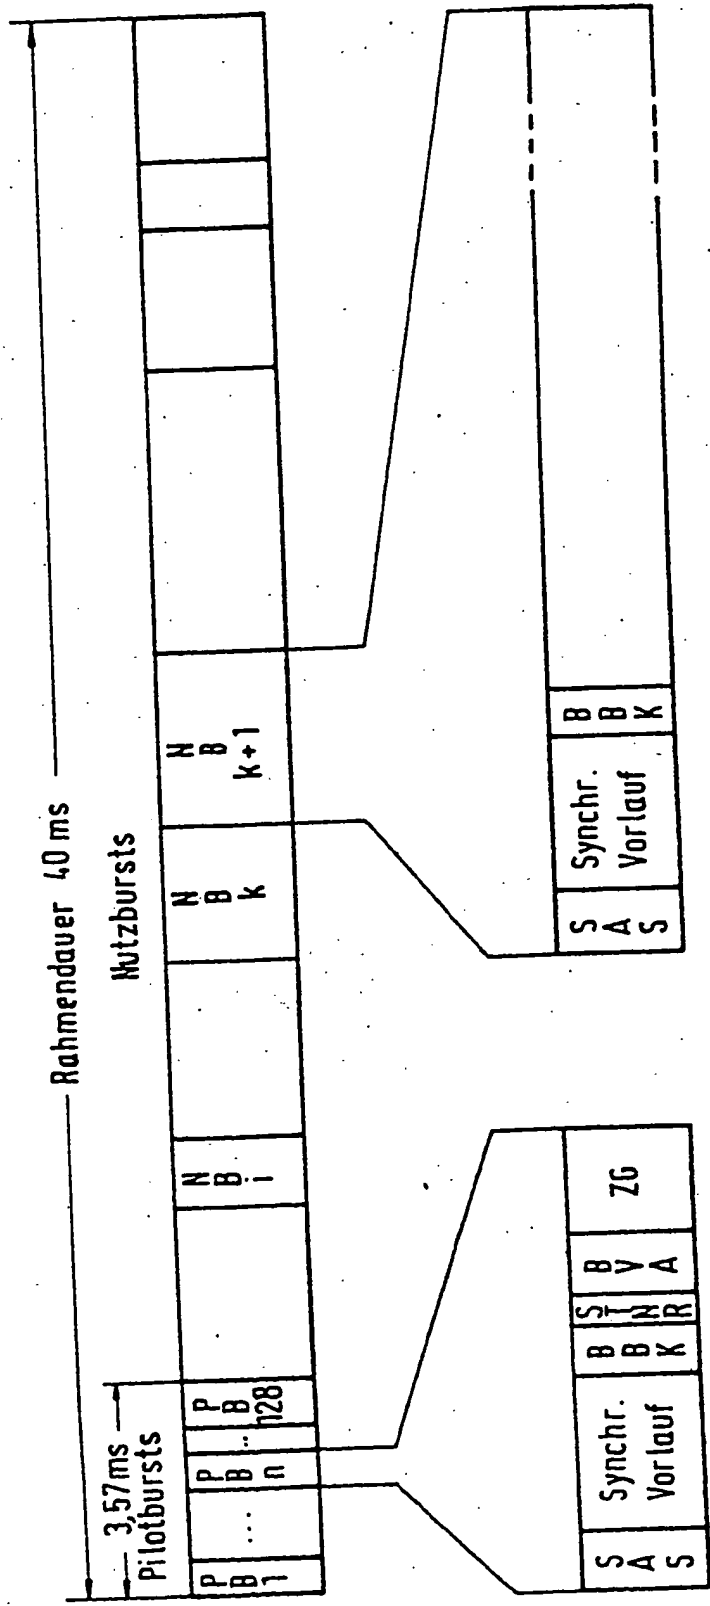 Rahmendauer 40 ms
3,57ms
Pilotbursts
Nutzbursts
P B 1
...
P B n
...
P B 128
N B i
N B k
N B k+1
S A S
Synchr. Vorlauf
B B K
S T N R
B V A
ZG
S A S
Synchr. Vorlauf
B B K